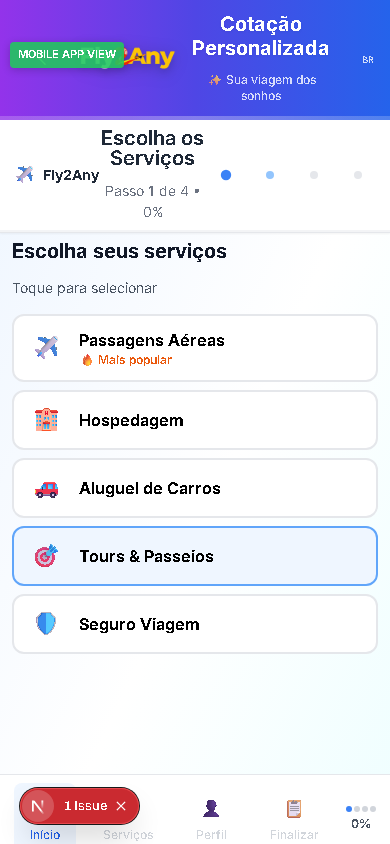 Cotação
Personalizada
MOBILE APP VIEW
Fly2Any
BR
✨ Sua viagem dos
sonhos
Escolha os
Serviços
Fly2Any
Passo 1 de 4 •
0%
Escolha seus serviços
Toque para selecionar
Passagens Aéreas
🔥 Mais popular
Hospedagem
Aluguel de Carros
Tours & Passeios
Seguro Viagem
N
1 Issue ×
Início
Serviços
Perfil
Finalizar
0%